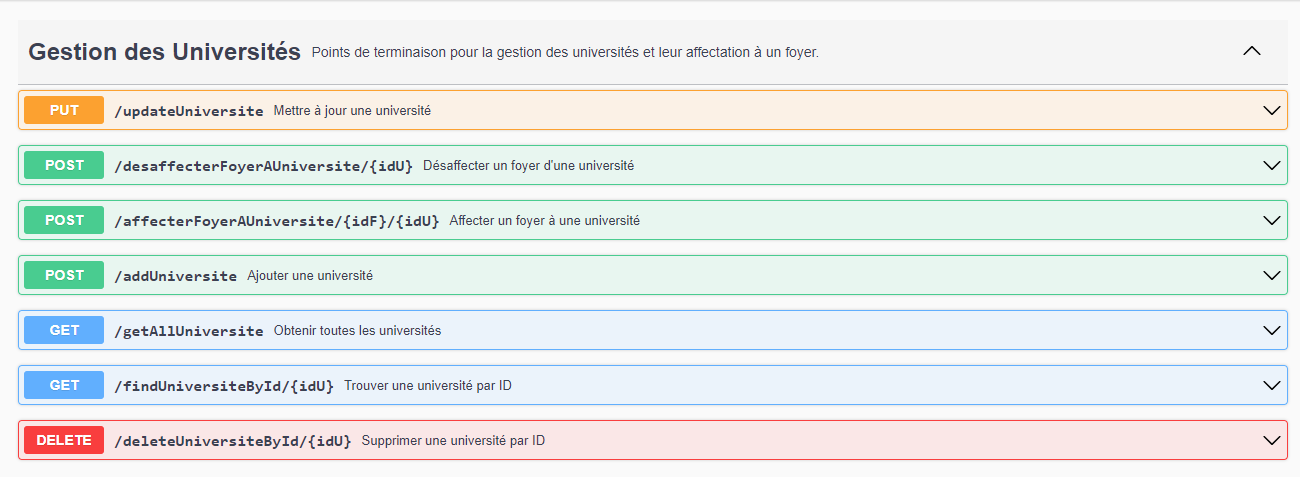 Gestion des Universités Points de terminaison pour la gestion des universités et leur affectation à un foyer.
PUT /updateUniversite Mettre à jour une université
POST /desaffecterFoyerAUniversite/{idU} Désaffecter un foyer d'une université
POST /affecterFoyerAUniversite/{idF}/{idU} Affecter un foyer à une université
POST /addUniversite Ajouter une université
GET /getAllUniversite Obtenir toutes les universités
GET /findUniversiteById/{idU} Trouver une université par ID
DELETE /deleteUniversiteById/{idU} Supprimer une université par ID